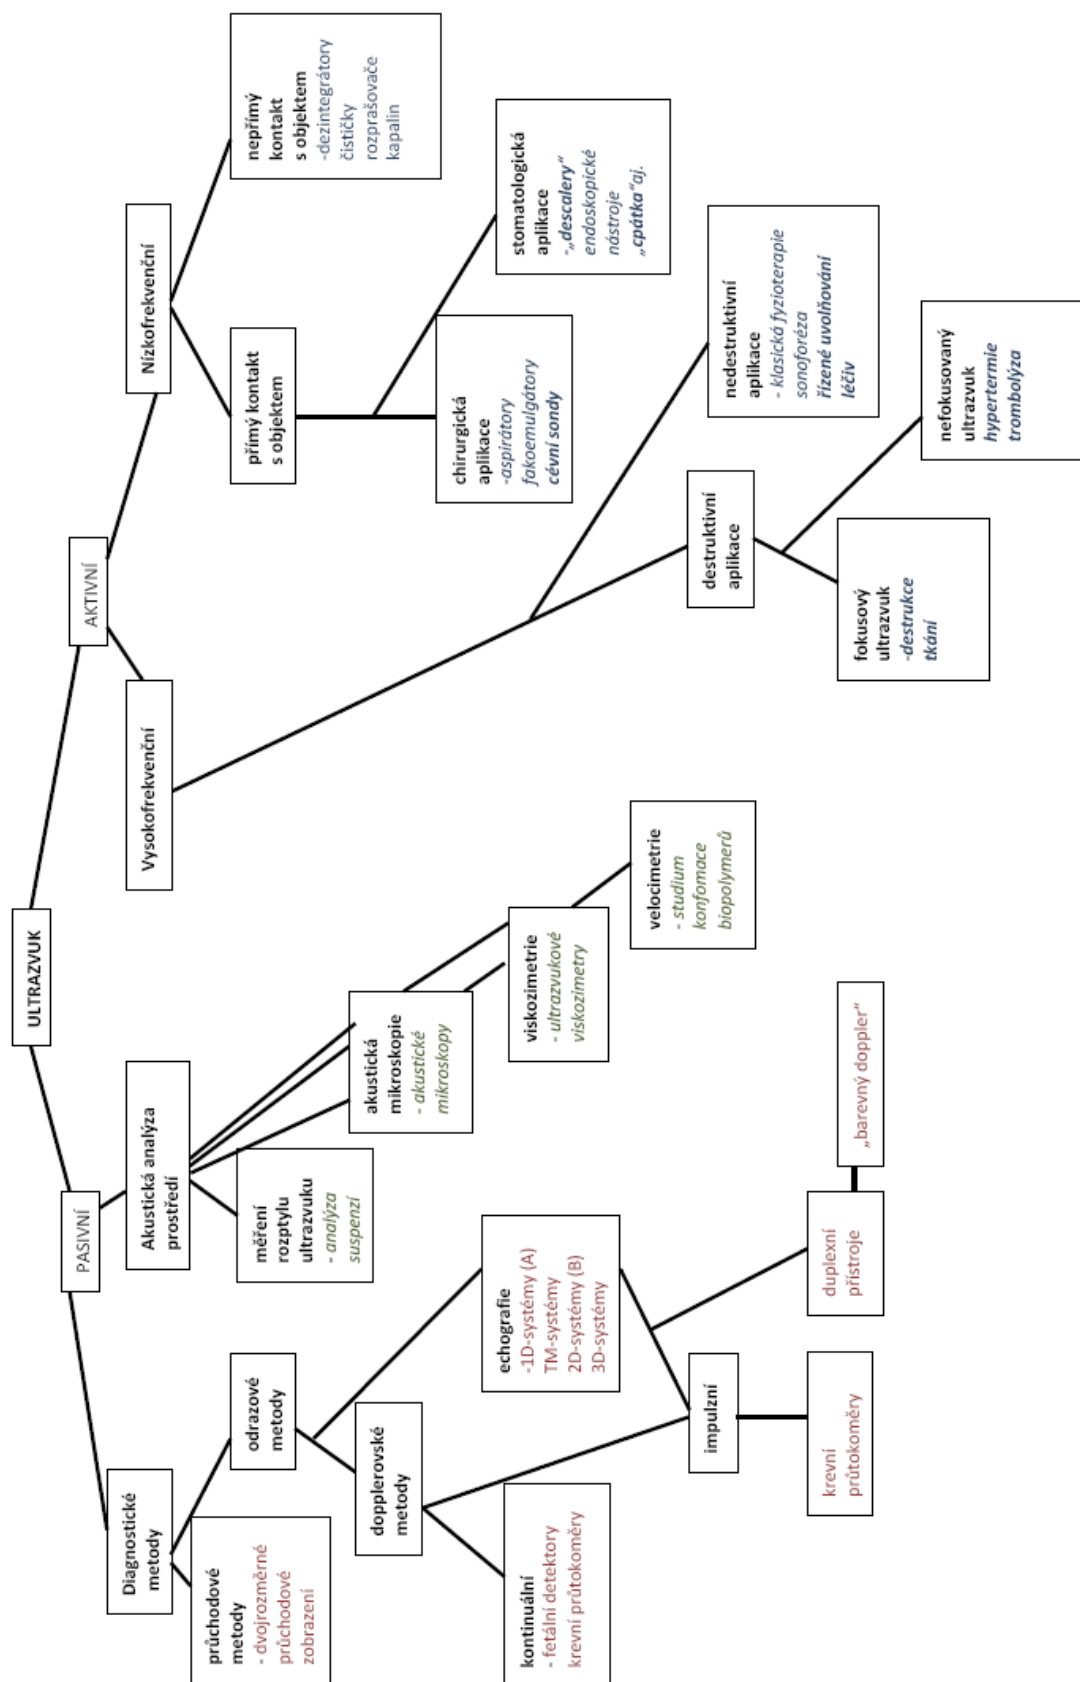 ULTRAZVUK
PASIVNÍ
AKTIVNÍ
Diagnostické
metody
Akustická analýza
prostředí
Vysokofrekvenční
Nízkofrekvenční
průchodové
metody
- dvojrozměrné
průchodové
zobrazení
odrazové
metody
měření
rozptylu
ultrazvuku
- analýza
suspenzí
přímý kontakt
s objektem
nepřímý
kontakt
s objektem
-dezintegrátory
čističky
rozprašovače
kapalin
dopplerovské
metody
akustická
mikroskopie
- akustické
mikroskopy
chirurgická
aplikace
-aspirátory
fakoemulgátory
cévní sondy
stomatologická
aplikace
-„descalery“
endoskopické
nástroje
„cpátka“aj.
kontinuální
- fetální detektory
krevní průtokoměry
echografie
-1D-systémy (A)
TM-systémy
2D-systémy (B)
3D-systémy
viskozimetrie
- ultrazvukové
viskozimetry
velocimetrie
- studium
konfomace
biopolymerů
impulzní
destruktivní
aplikace
nedestruktivní
aplikace
- klasická fyzioterapie
sonoforéza
řízené uvolňování
léčiv
krevní
průtokoměry
duplexní
přístroje
„barevný doppler“
fokusový
ultrazvuk
-destrukce
tkání
nefokusovaný
ultrazvuk
hypertermie
trombolýza